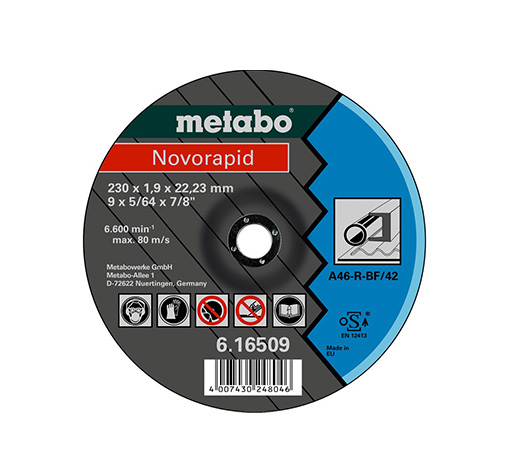 metabo®
Novorapid
230 x 1,9 x 22,23 mm
9 x 5/64 x 7/8"
6.600 min⁻¹
max. 80 m/s
Metabowerke GmbH
Metabo-Allee 1
D-72622 Nuertingen, Germany
A46-R-BF/42
oSA
EN 12413
Made in
EU
6.16509
4 007430 248046